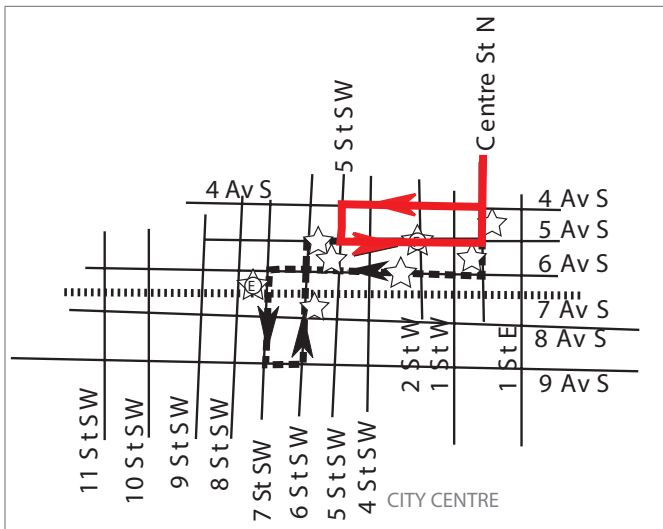 Centre St N
5 St SW
4 Av S
4 Av S
5 Av S
6 Av S
E
7 Av S
8 Av S
9 Av S
11 St SW
10 St SW
9 St SW
8 St SW
7 St SW
6 St SW
5 St SW
4 St SW
2 St W
1 St W
1 St E
CITY CENTRE